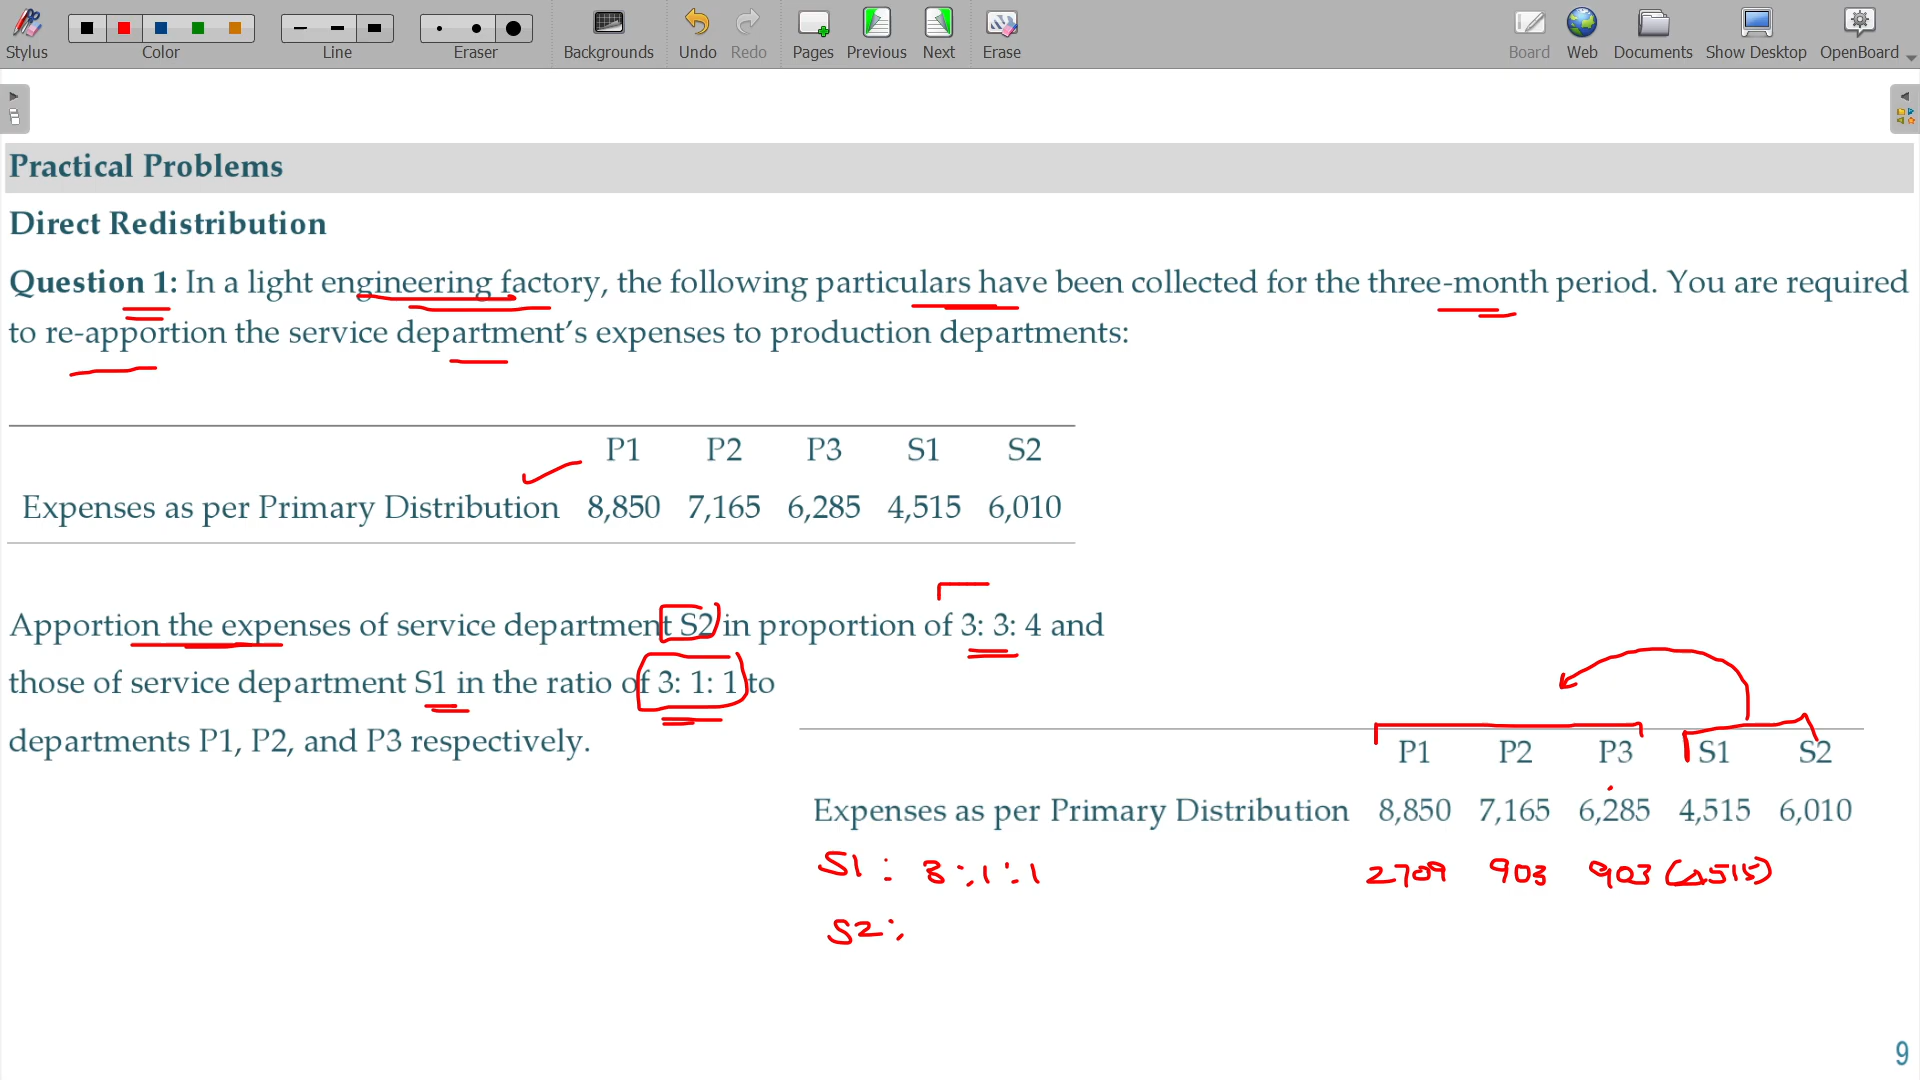 Stylus Color Line Eraser Backgrounds Undo Redo Pages Previous Next Erase Board Web Documents Show Desktop OpenBoard
Practical Problems
Direct Redistribution
Question 1: In a light engineering factory, the following particulars have been collected for the three-month period. You are required
to re-apportion the service department’s expenses to production departments:
P1 P2 P3 S1 S2
Expenses as per Primary Distribution 8,850 7,165 6,285 4,515 6,010
Apportion the expenses of service department S2 in proportion of 3: 3: 4 and
those of service department S1 in the ratio of 3: 1: 1 to
departments P1, P2, and P3 respectively.
P1 P2 P3 S1 S2
Expenses as per Primary Distribution 8,850 7,165 6,285 4,515 6,010
S1 : 3:1:1 2709 903 903 (4515)
S2:
9